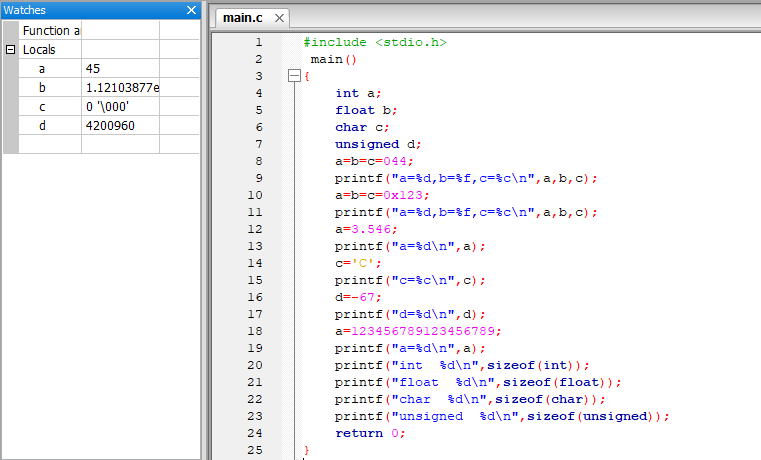 Watches
Function a
Locals
a 45
b 1.12103877e
c 0 '\000'
d 4200960
main.c
1 #include <stdio.h>
2 main()
3 {
4 int a;
5 float b;
6 char c;
7 unsigned d;
8 a=b=c=044;
9 printf("a=%d,b=%f,c=%c\n",a,b,c);
10 a=b=c=0x123;
11 printf("a=%d,b=%f,c=%c\n",a,b,c);
12 a=3.546;
13 printf("a=%d\n",a);
14 c='C';
15 printf("c=%c\n",c);
16 d=-67;
17 printf("d=%d\n",d);
18 a=123456789123456789;
19 printf("a=%d\n",a);
20 printf("int  %d\n",sizeof(int));
21 printf("float  %d\n",sizeof(float));
22 printf("char  %d\n",sizeof(char));
23 printf("unsigned  %d\n",sizeof(unsigned));
24 return 0;
25 }